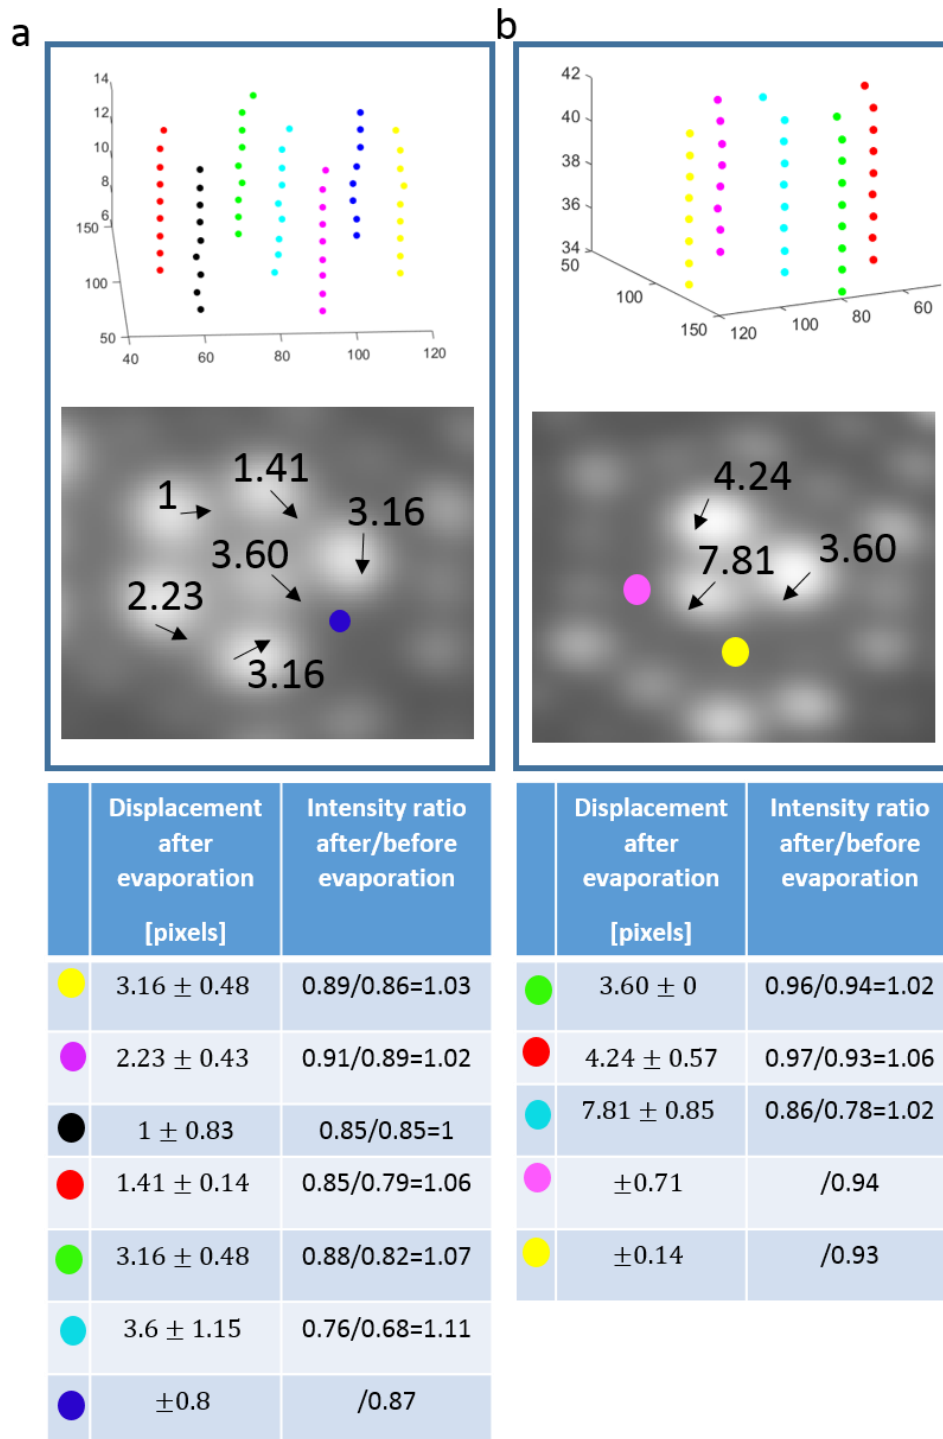 a
b
14
12
10
8
6
150
100
50
40
60
80
100
120
42
40
38
36
34
50
100
150
120
100
80
60
1
1.41
3.16
3.60
2.23
3.16
4.24
7.81
3.60
Displacement
after
evaporation
[pixels]
Intensity ratio
after/before
evaporation
3.16 ± 0.48
0.89/0.86=1.03
2.23 ± 0.43
0.91/0.89=1.02
1 ± 0.83
0.85/0.85=1
1.41 ± 0.14
0.85/0.79=1.06
3.16 ± 0.48
0.88/0.82=1.07
3.6 ± 1.15
0.76/0.68=1.11
±0.8
/0.87
Displacement
after
evaporation
[pixels]
Intensity ratio
after/before
evaporation
3.60 ± 0
0.96/0.94=1.02
4.24 ± 0.57
0.97/0.93=1.06
7.81 ± 0.85
0.86/0.78=1.02
±0.71
/0.94
±0.14
/0.93